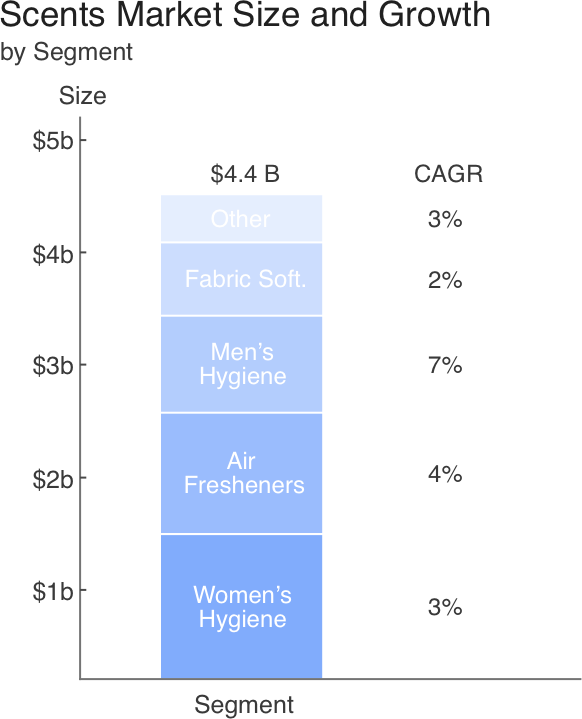 Scents Market Size and Growth
by Segment
Size
$5b
$4.4 B
CAGR
Other
3%
$4b
Fabric Soft.
2%
Men's
Hygiene
$3b
7%
Air
Fresheners
$2b
4%
$1b
Women's
Hygiene
3%
Segment